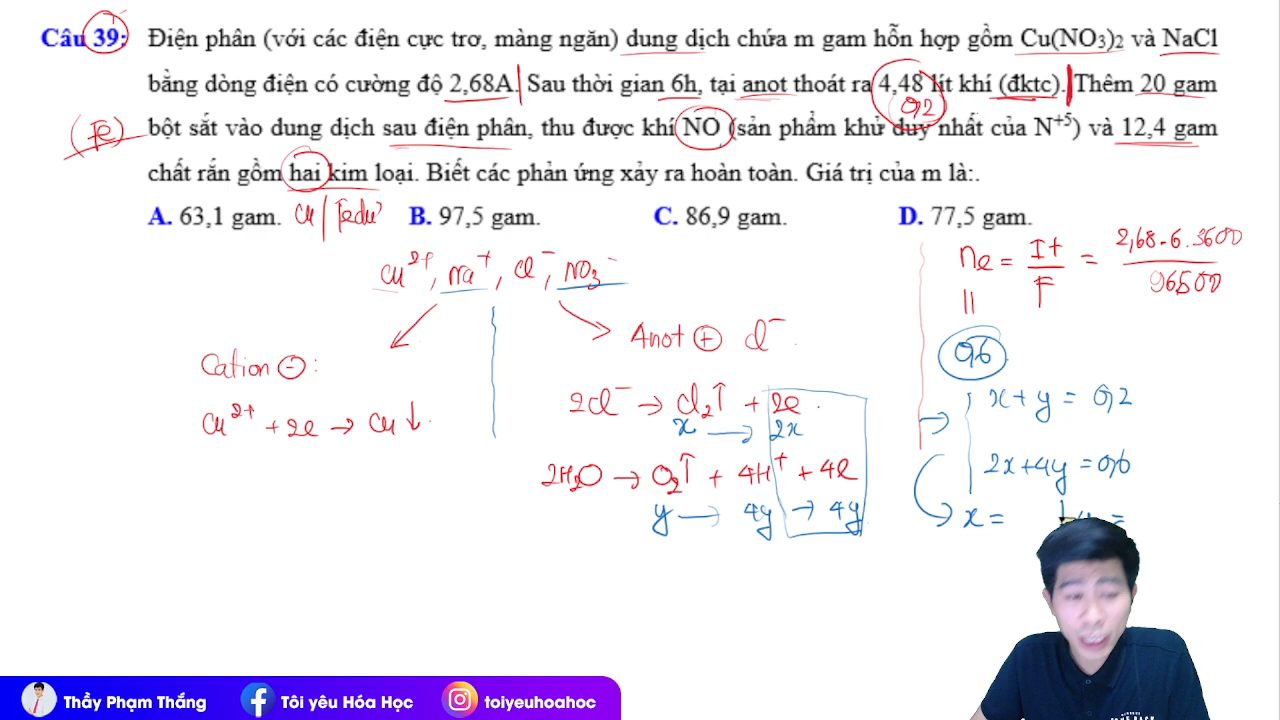 Câu 39: Điện phân (với các điện cực trơ, màng ngăn) dung dịch chứa m gam hỗn hợp gồm Cu(NO3)2 và NaCl
bằng dòng điện có cường độ 2,68A. Sau thời gian 6h, tại anot thoát ra 4,48 lít khí (đktc). Thêm 20 gam
0,2
(Fe) bột sắt vào dung dịch sau điện phân, thu được khí NO (sản phẩm khử duy nhất của N+5) và 12,4 gam
chất rắn gồm hai kim loại. Biết các phản ứng xảy ra hoàn toàn. Giá trị của m là:.
A. 63,1 gam. B. 97,5 gam. C. 86,9 gam. D. 77,5 gam.
Cu | Fe dư
Cu2+, Na+, Cl-, NO3-
ne = It/F = 2,68.6.3600/96500
=
0,6
Anot ⊕ Cl-
Cation ⊖:
2Cl- → Cl2↑ + 2e
x → 2x
Cu2+ + 2e → Cu↓
2H2O → O2↑ + 4H+ + 4e
y → 4y → 4y
x + y = 0,2
2x + 4y = 0,6
x =
Thầy Phạm Thắng
Tôi yêu Hóa Học
toiyeuhoahoc